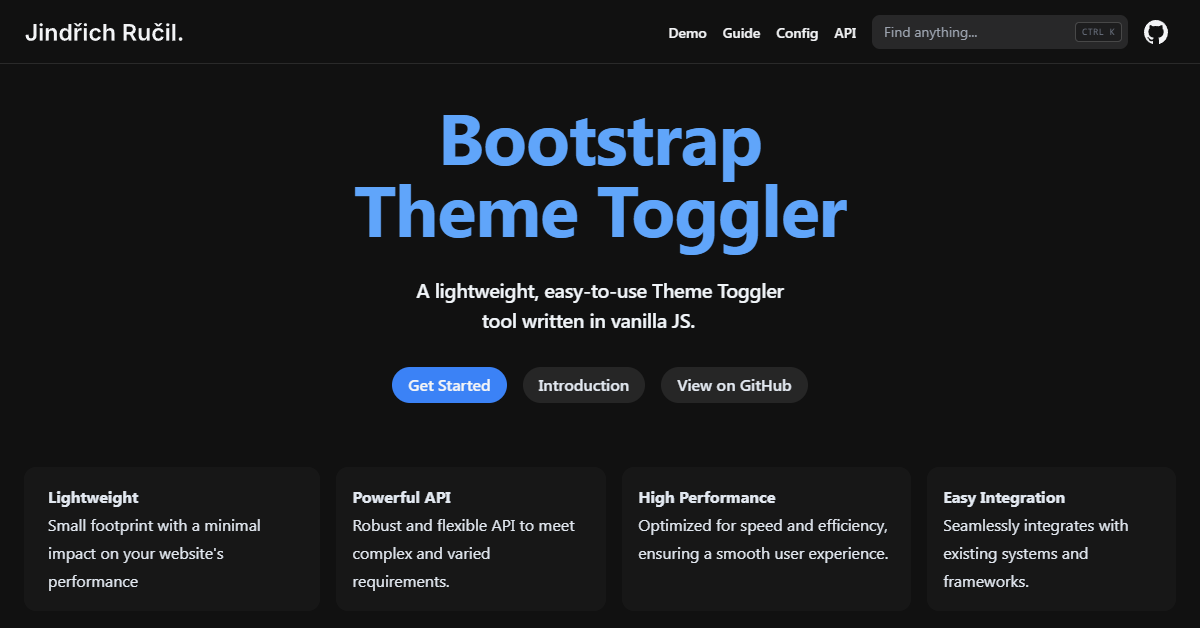 Jindřich Ručil.
Demo Guide Config API Find anything... CTRL K
Bootstrap
Theme Toggler
A lightweight, easy-to-use Theme Toggler
tool written in vanilla JS.
Get Started Introduction View on GitHub
Lightweight
Small footprint with a minimal
impact on your website's
performance
Powerful API
Robust and flexible API to meet
complex and varied
requirements.
High Performance
Optimized for speed and efficiency,
ensuring a smooth user experience.
Easy Integration
Seamlessly integrates with
existing systems and
frameworks.